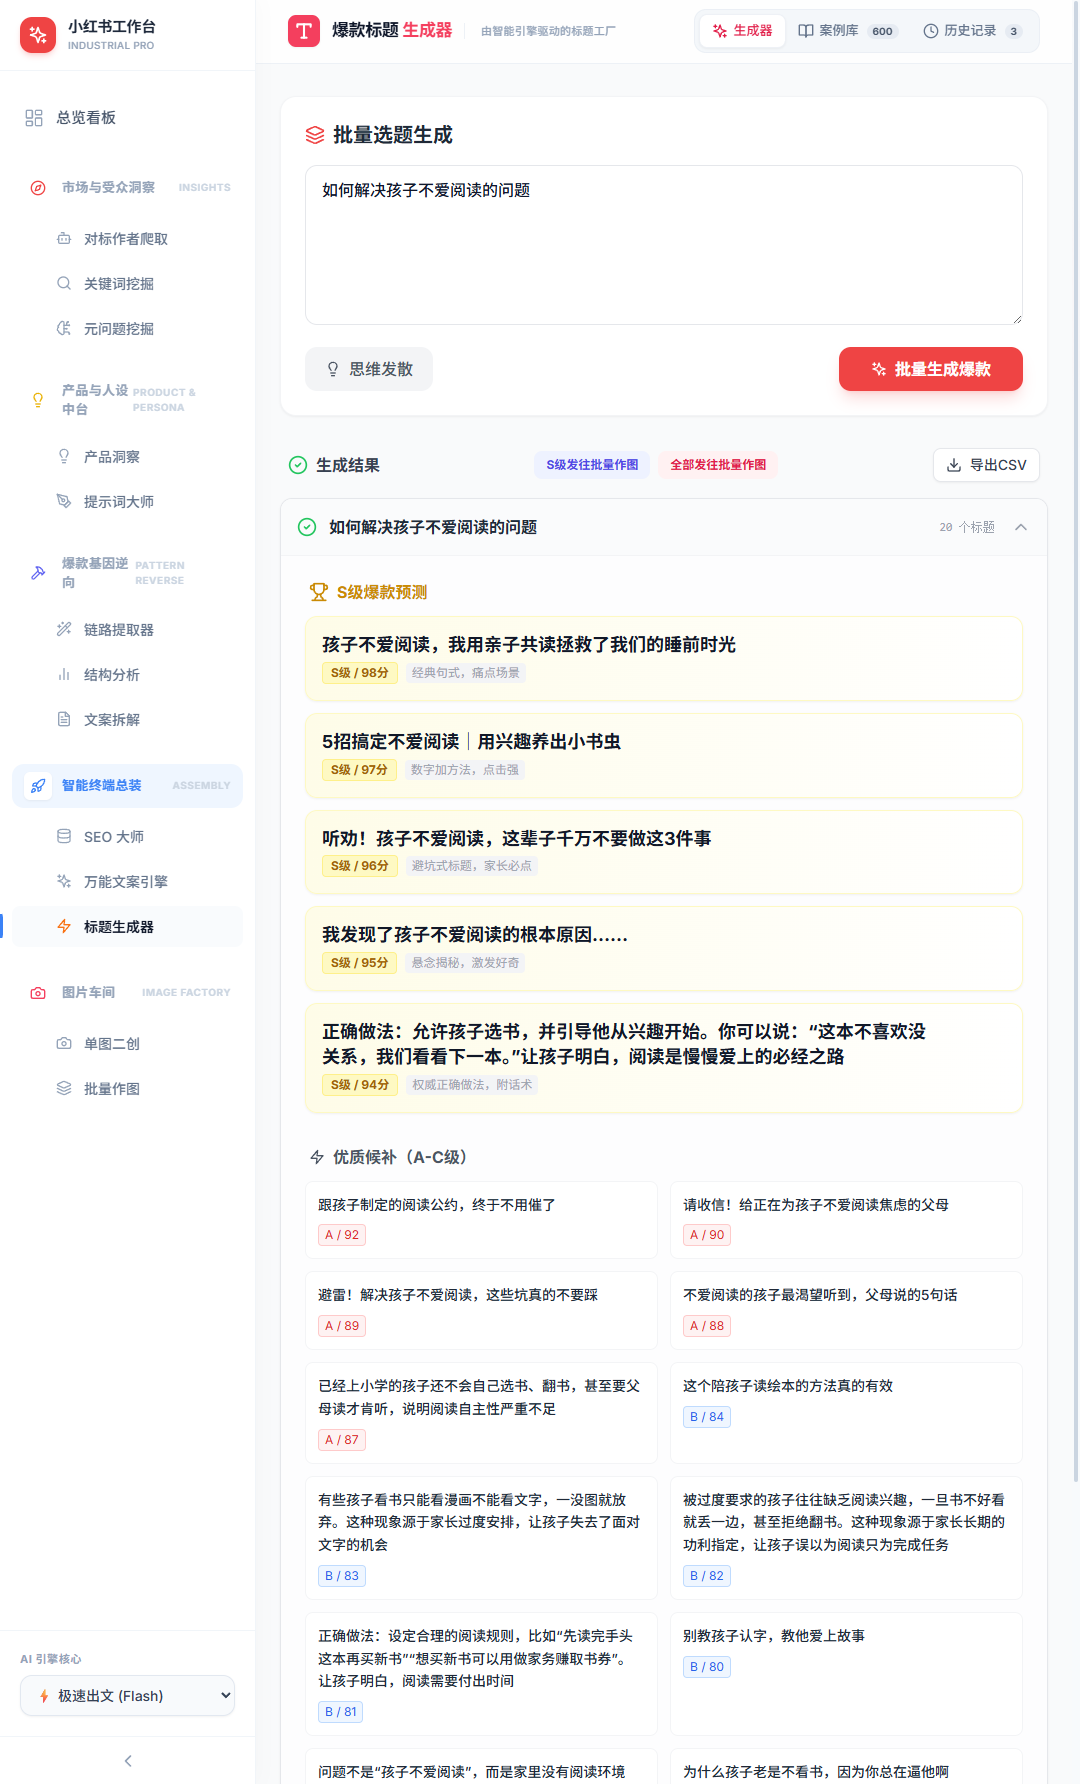 小红书工作台
INDUSTRIAL PRO
总览看板
市场与受众洞察 INSIGHTS
对标作者爬取
关键词挖掘
元问题挖掘
产品与人设中台 PRODUCT & PERSONA
产品洞察
提示词大师
爆款基因逆向 PATTERN REVERSE
链路提取器
结构分析
文案拆解
智能终端总装 ASSEMBLY
SEO 大师
万能文案引擎
标题生成器
图片车间 IMAGE FACTORY
单图二创
批量作图
AI 引擎核心
极速出文 (Flash)
爆款标题 生成器 由智能引擎驱动的标题工厂
生成器 案例库 600 历史记录 3
批量选题生成
如何解决孩子不爱阅读的问题
思维发散 批量生成爆款
生成结果 S级发往批量作图 全部发往批量作图 导出CSV
如何解决孩子不爱阅读的问题 20 个标题
S级爆款预测
孩子不爱阅读，我用亲子共读拯救了我们的睡前时光
S级 / 98分 经典句式，痛点场景
5招搞定不爱阅读｜用兴趣养出小书虫
S级 / 97分 数字加方法，点击强
听劝！孩子不爱阅读，这辈子千万不要做这3件事
S级 / 96分 避坑式标题，家长必点
我发现了孩子不爱阅读的根本原因……
S级 / 95分 悬念揭秘，激发好奇
正确做法：允许孩子选书，并引导他从兴趣开始。你可以说：“这本不喜欢没
关系，我们看看下一本。”让孩子明白，阅读是慢慢爱上的必经之路
S级 / 94分 权威正确做法，附话术
优质候补（A-C级）
跟孩子制定的阅读公约，终于不用催了
A / 92
请收信！给正在为孩子不爱阅读焦虑的父母
A / 90
避雷！解决孩子不爱阅读，这些坑真的不要踩
A / 89
不爱阅读的孩子最渴望听到，父母说的5句话
A / 88
已经上小学的孩子还不会自己选书、翻书，甚至要父
母读才肯听，说明阅读自主性严重不足
A / 87
这个陪孩子读绘本的方法真的有效
B / 84
有些孩子看书只能看漫画不能看文字，一没图就放
弃。这种现象源于家长过度安排，让孩子失去了面对
文字的机会
B / 83
被过度要求的孩子往往缺乏阅读兴趣，一旦书不好看
就丢一边，甚至拒绝翻书。这种现象源于家长长期的
功利指定，让孩子误以为阅读只为完成任务
B / 82
正确做法：设定合理的阅读规则，比如“先读完手头
这本再买新书”“想买新书可以用做家务赚取书券”。
让孩子明白，阅读需要付出时间
B / 81
别教孩子认字，教他爱上故事
B / 80
问题不是“孩子不爱阅读”，而是家里没有阅读环境
为什么孩子老是不看书，因为你总在逼他啊